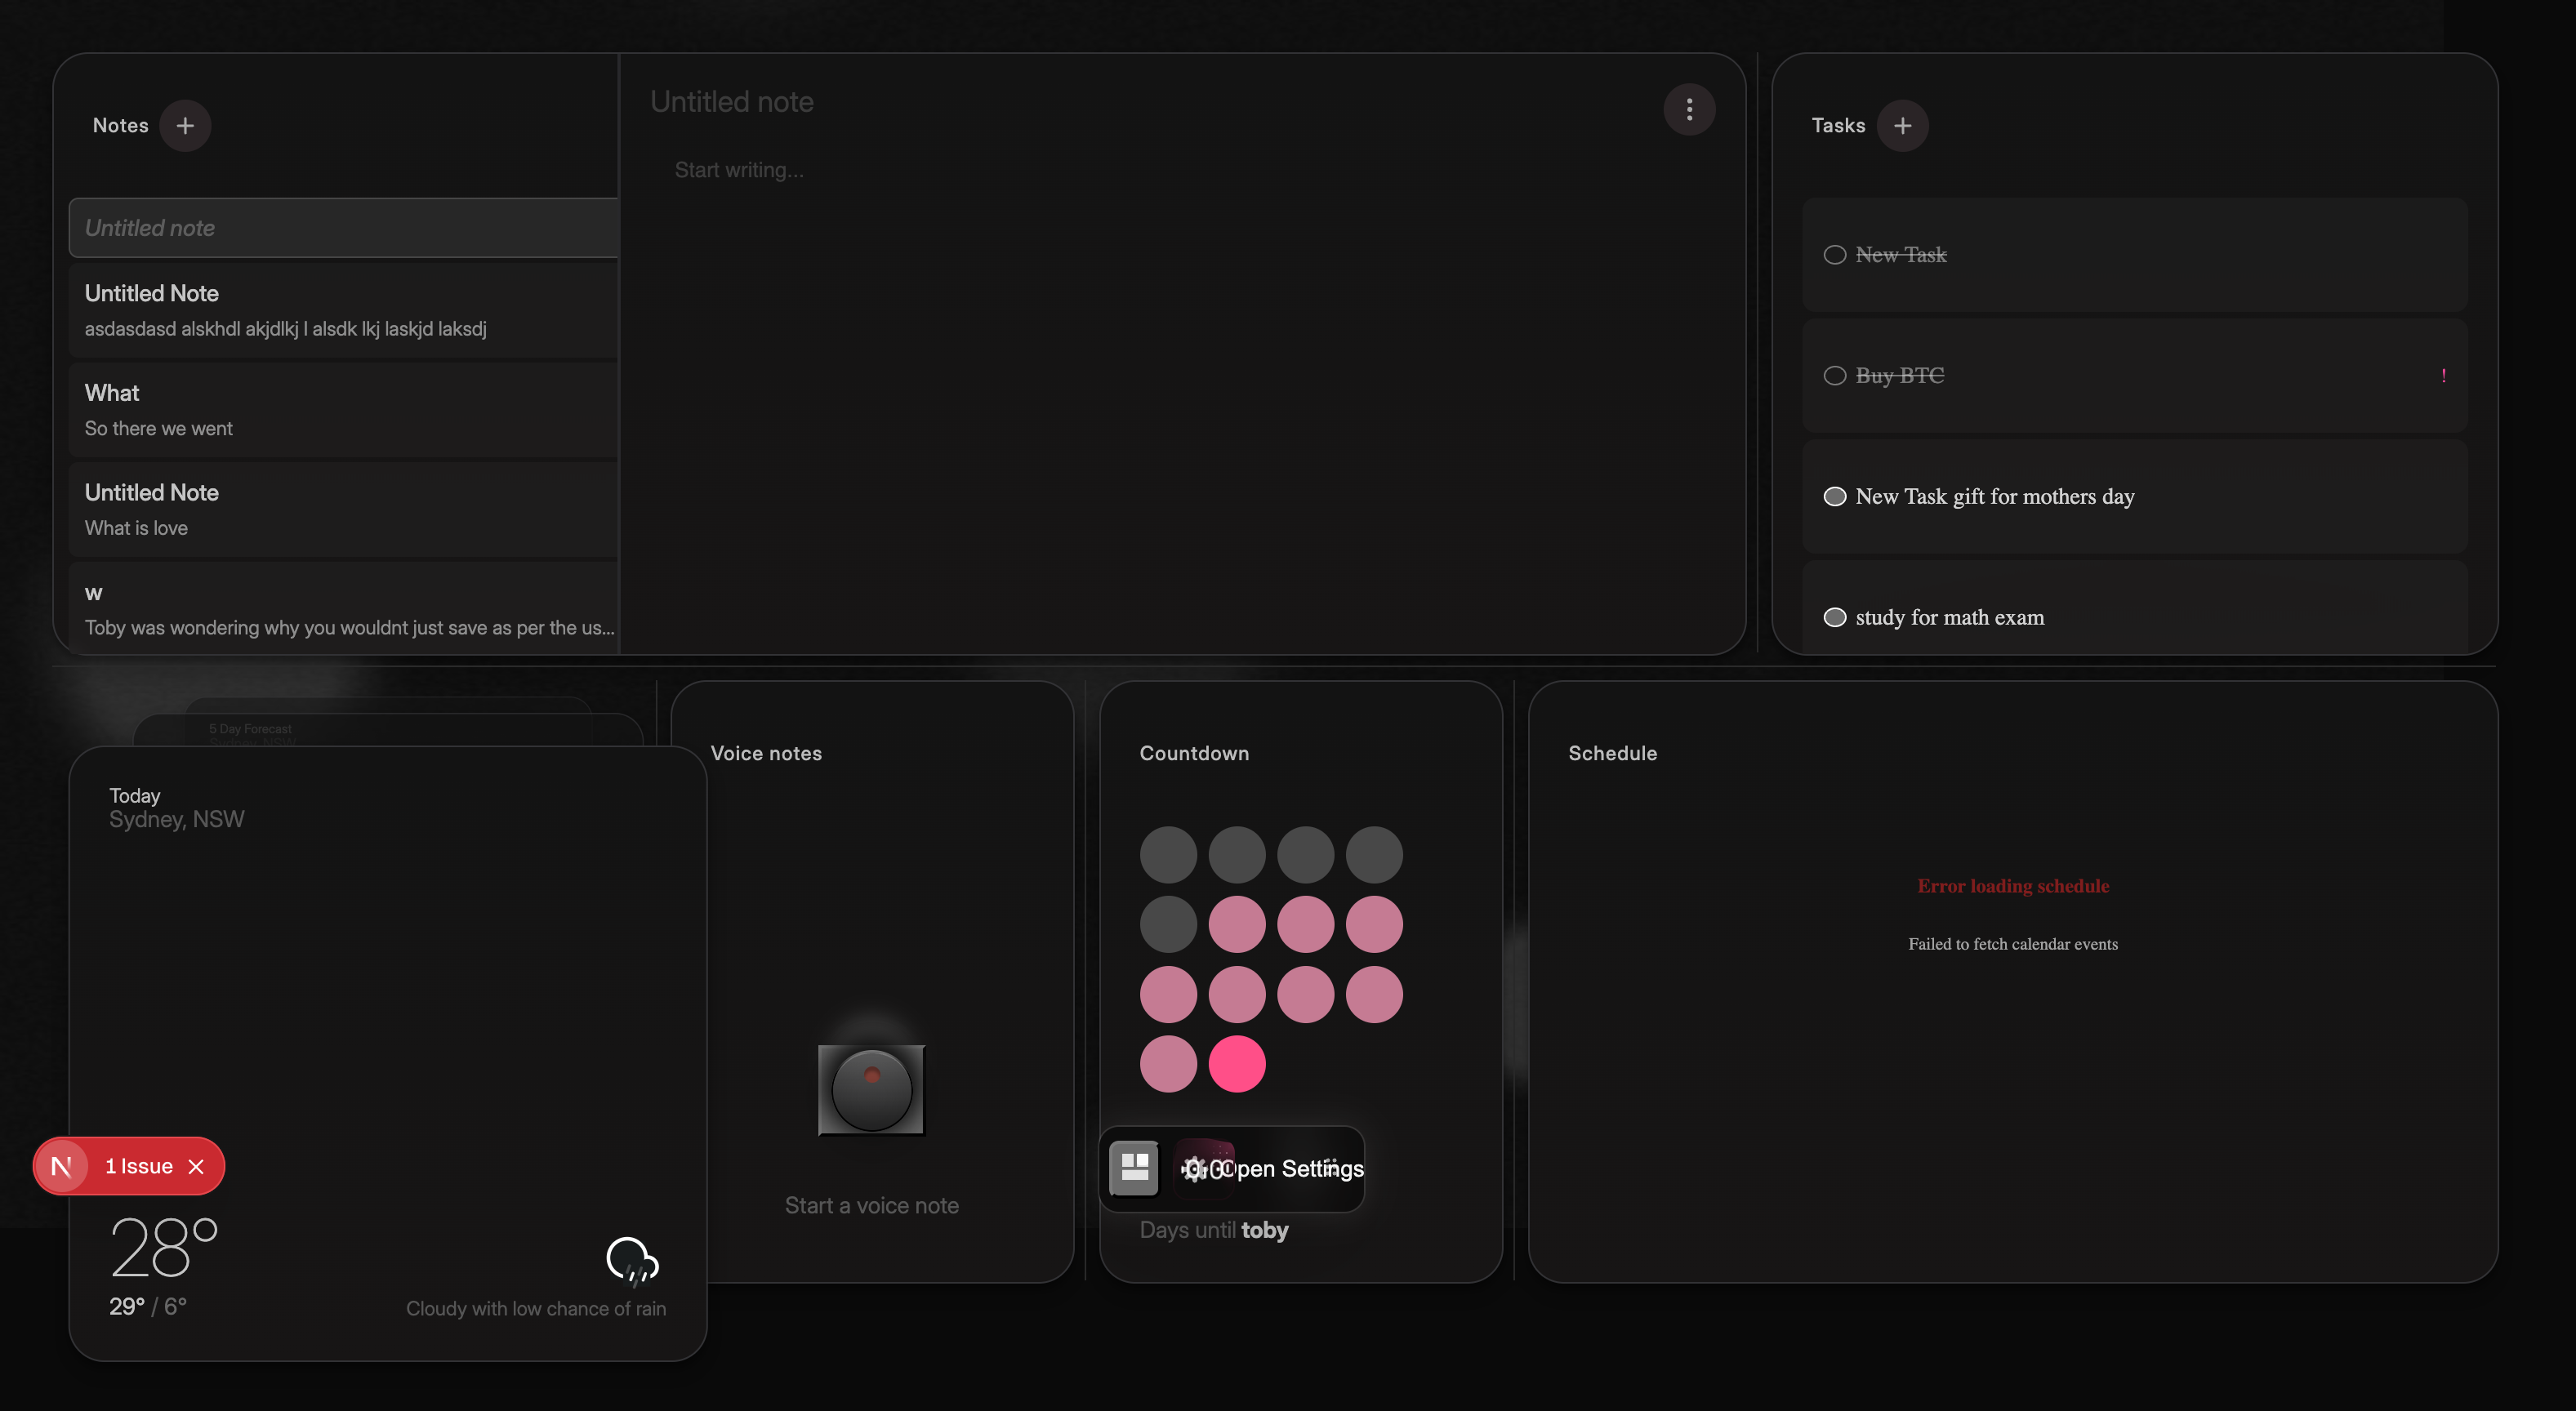 Notes
Untitled note
Untitled Note
asdasdasd alskhdl akjdlkj l alsdk lkj laskjd laksdj
What
So there we went
Untitled Note
What is love
w
Toby was wondering why you wouldnt just save as per the us...
Untitled note
Start writing...
Tasks
New Task
Buy BTC
!
New Task gift for mothers day
study for math exam
5 Day Forecast
Sydney, NSW
Today
Sydney, NSW
1 Issue
28°
29° / 6°
Cloudy with low chance of rain
Voice notes
Start a voice note
Countdown
Open Settings
Days until toby
Schedule
Error loading schedule
Failed to fetch calendar events